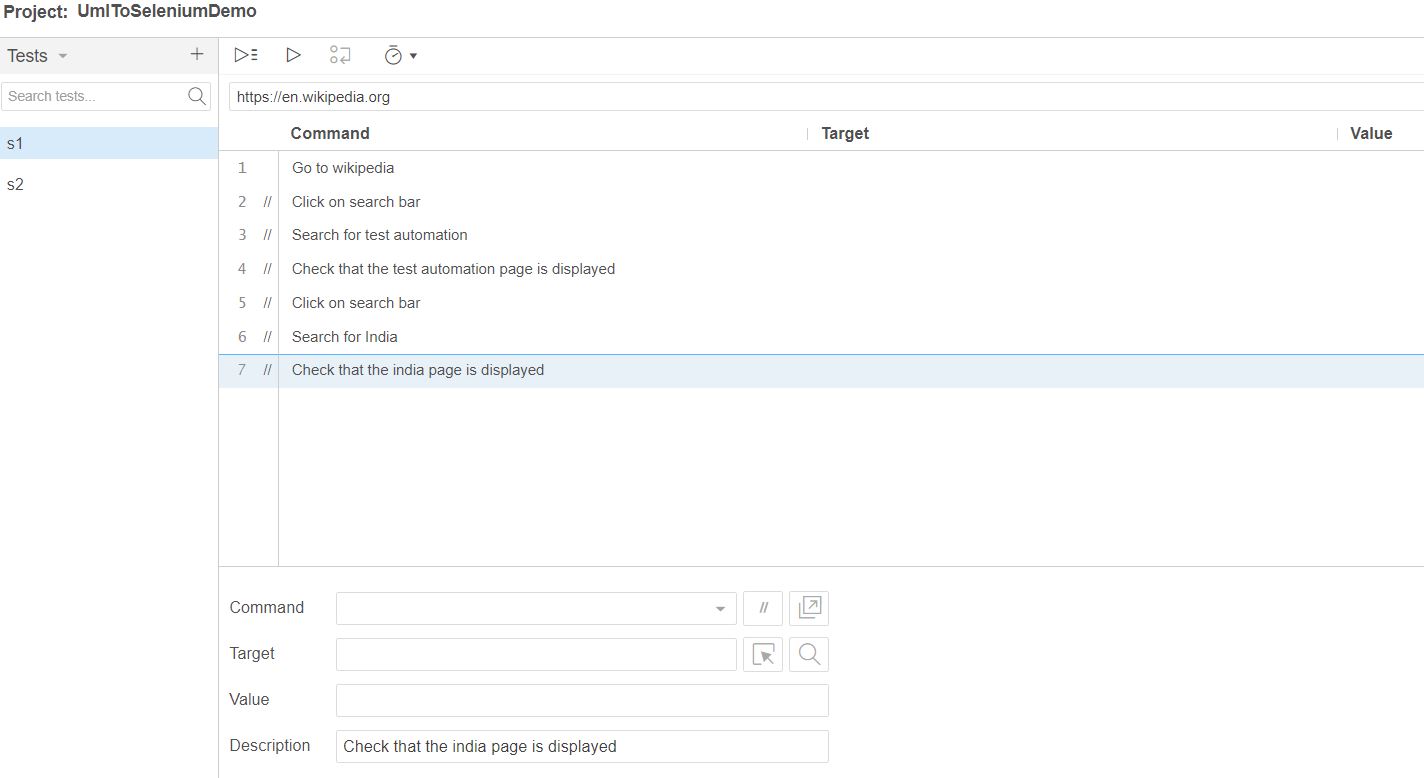 Project: UmlToSeleniumDemo
Tests
Search tests...
s1
s2
https://en.wikipedia.org
Command Target Value
1 Go to wikipedia
2 // Click on search bar
3 // Search for test automation
4 // Check that the test automation page is displayed
5 // Click on search bar
6 // Search for India
7 // Check that the india page is displayed
Command //
Target
Value
Description Check that the india page is displayed